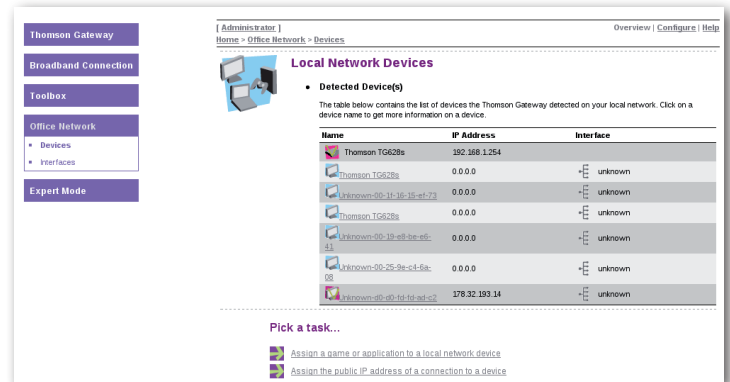 Thomson Gateway
Broadband Connection
Toolbox
Office Network
Devices
Interfaces
Expert Mode
[ Administrator ]
Overview | Configure | Help
Home > Office Network > Devices
Local Network Devices
Detected Device(s)
The table below contains the list of devices the Thomson Gateway detected on your local network. Click on a
device name to get more information on a device.
Name IP Address Interface
Thomson TG628s 192.168.1.254
Thomson TG628s 0.0.0.0 unknown
Unknown-00-1f-16-15-ef-73 0.0.0.0 unknown
Thomson TG628s 0.0.0.0 unknown
Unknown-00-19-e8-be-e6-
41 0.0.0.0 unknown
Unknown-00-25-9e-c4-6a-
08 0.0.0.0 unknown
Unknown-d0-d0-fd-fd-ad-c2 178.32.193.14 unknown
Pick a task...
Assign a game or application to a local network device
Assign the public IP address of a connection to a device